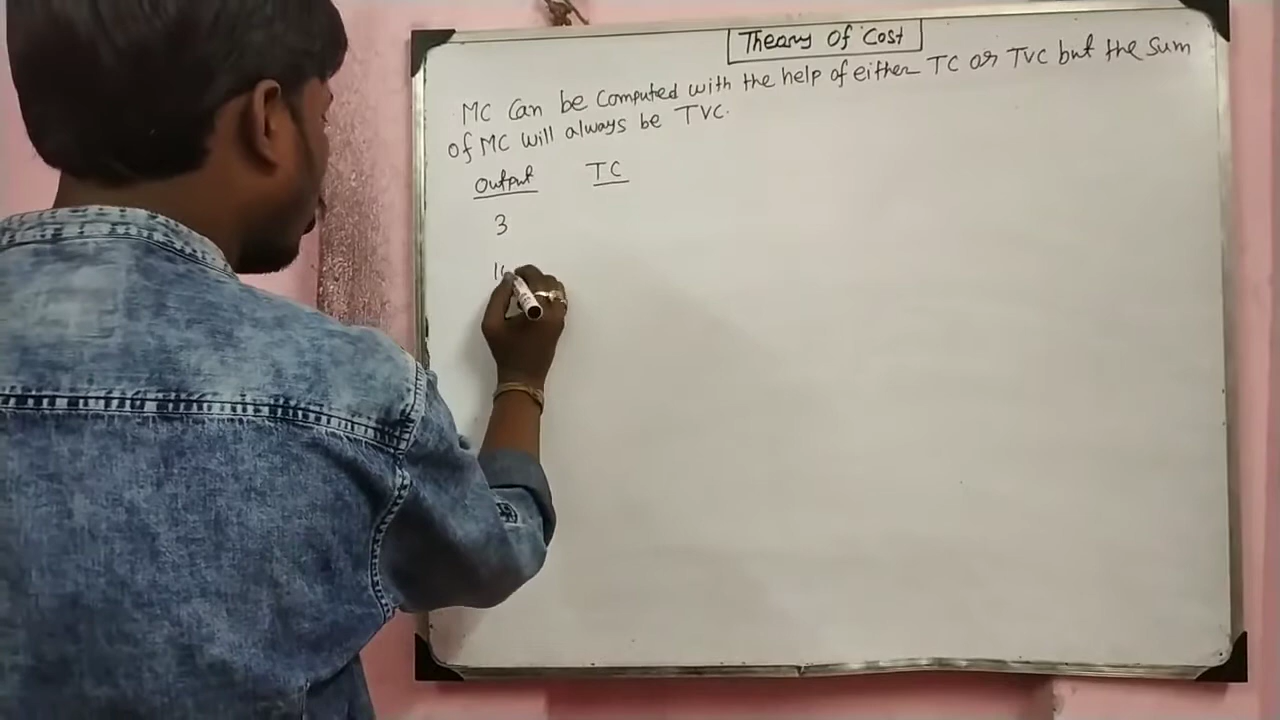 Theory Of Cost
MC Can be Computed with the help of either TC or TVC but the Sum
of MC will always be TVC.
Output TC
3